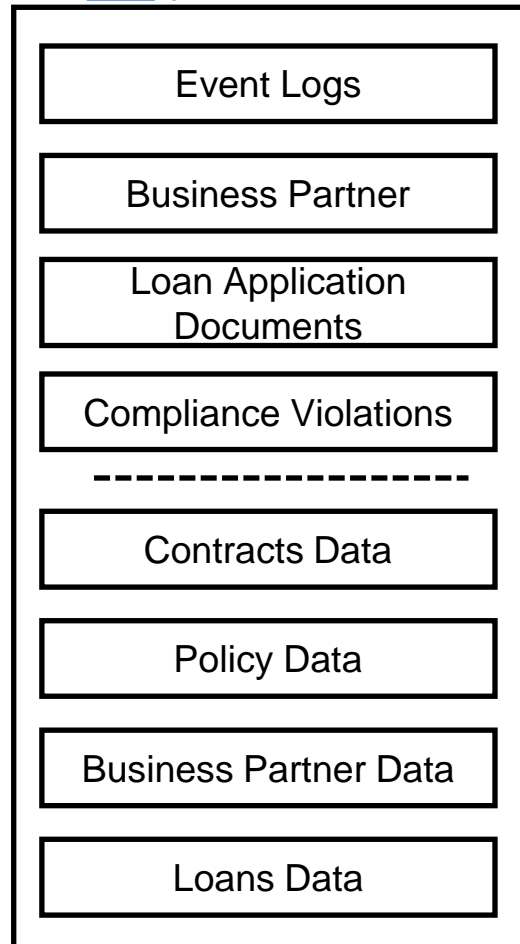 Event Logs
Business Partner
Loan Application
Documents
Compliance Violations
Contracts Data
Policy Data
Business Partner Data
Loans Data